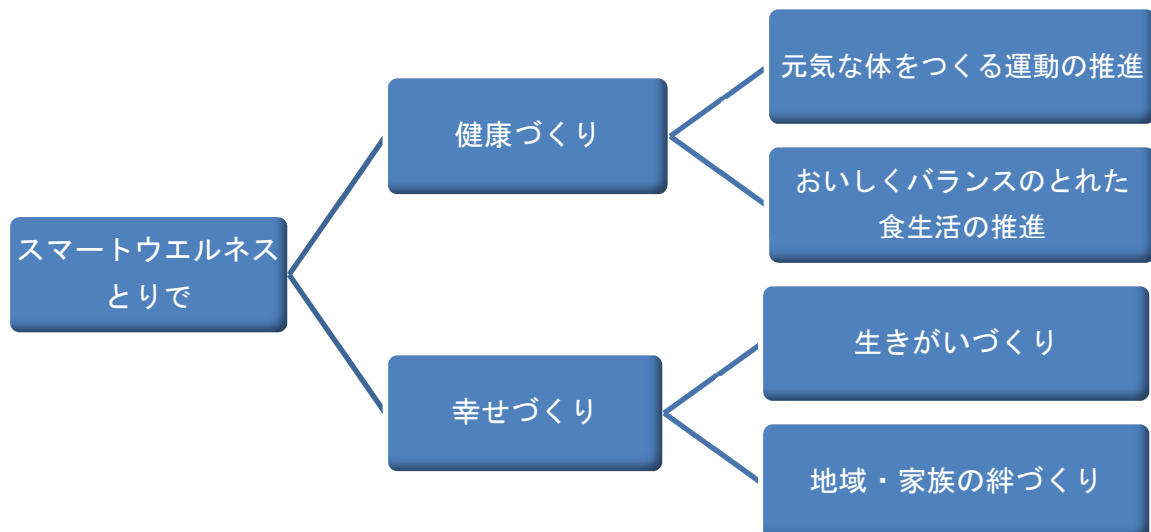 スマートウエルネス
とりで
健康づくり
元気な体をつくる運動の推進
おいしくバランスのとれた
食生活の推進
幸せづくり
生きがいづくり
地域・家族の絆づくり